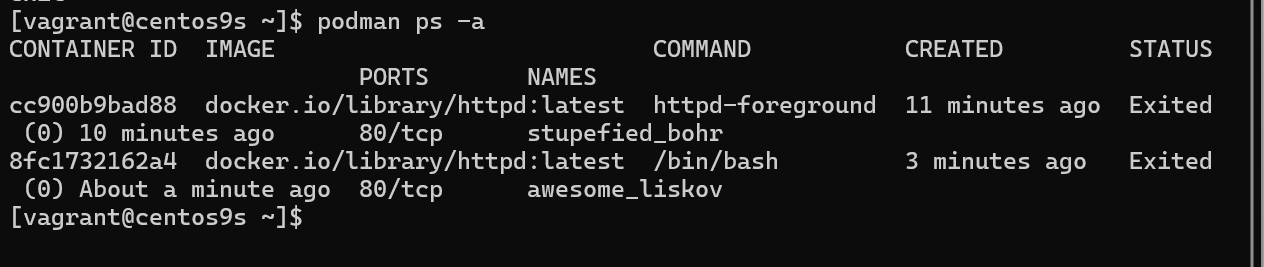 [vagrant@centos9s ~]$ podman ps -a
CONTAINER ID  IMAGE                           COMMAND           CREATED         STATUS
                         PORTS       NAMES
cc900b9bad88  docker.io/library/httpd:latest  httpd-foreground  11 minutes ago  Exited
 (0) 10 minutes ago      80/tcp      stupefied_bohr
8fc1732162a4  docker.io/library/httpd:latest  /bin/bash         3 minutes ago   Exited
 (0) About a minute ago  80/tcp      awesome_liskov
[vagrant@centos9s ~]$